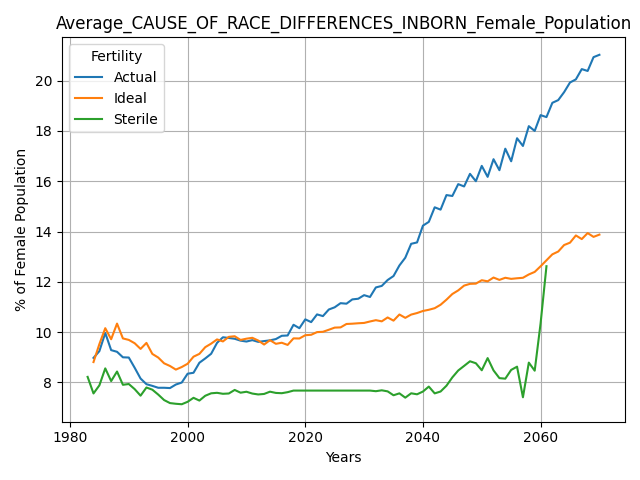 Average_CAUSE_OF_RACE_DIFFERENCES_INBORN_Female_Population
Fertility
Actual
Ideal
Sterile
% of Female Population
20
18
16
14
12
10
8
1980 2000 2020 2040 2060
Years